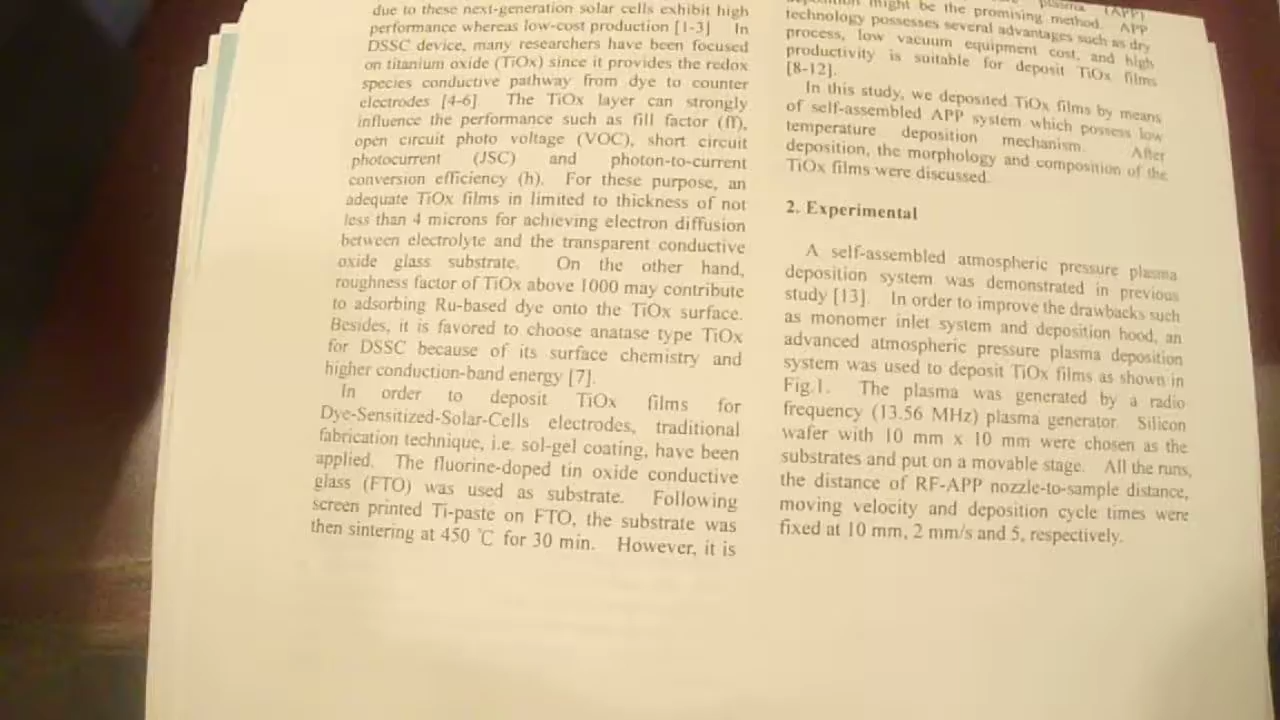 due to these next-generation solar cells exhibit high
performance whereas low-cost production [1-3] In
DSSC device, many researchers have been focused
on titanium oxide (TiOx) since it provides the redox
species conductive pathway from dye to counter
electrodes [4-6] The TiOx layer can strongly
influence the performance such as fill factor (ff),
open circuit photo voltage (VOC), short circuit
photocurrent (JSC) and photon-to-current
conversion efficiency (h). For these purpose, an
adequate TiOx films in limited to thickness of not
less than 4 microns for achieving electron diffusion
between electrolyte and the transparent conductive
oxide glass substrate. On the other hand,
roughness factor of TiOx above 1000 may contribute
to adsorbing Ru-based dye onto the TiOx surface.
Besides, it is favored to choose anatase type TiOx
for DSSC because of its surface chemistry and
higher conduction-band energy [7].
In order to deposit TiOx films for
Dye-Sensitized-Solar-Cells electrodes, traditional
fabrication technique, i.e. sol-gel coating, have been
applied. The fluorine-doped tin oxide conductive
glass (FTO) was used as substrate. Following
screen printed Ti-paste on FTO, the substrate was
then sintering at 450 ℃ for 30 min. However, it is
plasma (APP)
might be the promising method. APP
technology possesses several advantages such as dry
process, low vacuum equipment cost, and high
productivity is suitable for deposit TiOx films
[8-12].
In this study, we deposited TiOx films by means
of self-assembled APP system which possess low
temperature deposition mechanism. After
deposition, the morphology and composition of the
TiOx films were discussed.
2. Experimental
A self-assembled atmospheric pressure plasma
deposition system was demonstrated in previous
study [13]. In order to improve the drawbacks such
as monomer inlet system and deposition hood, an
advanced atmospheric pressure plasma deposition
system was used to deposit TiOx films as shown in
Fig.1. The plasma was generated by a radio
frequency (13.56 MHz) plasma generator. Silicon
wafer with 10 mm x 10 mm were chosen as the
substrates and put on a movable stage. All the runs,
the distance of RF-APP nozzle-to-sample distance,
moving velocity and deposition cycle times were
fixed at 10 mm, 2 mm/s and 5, respectively.